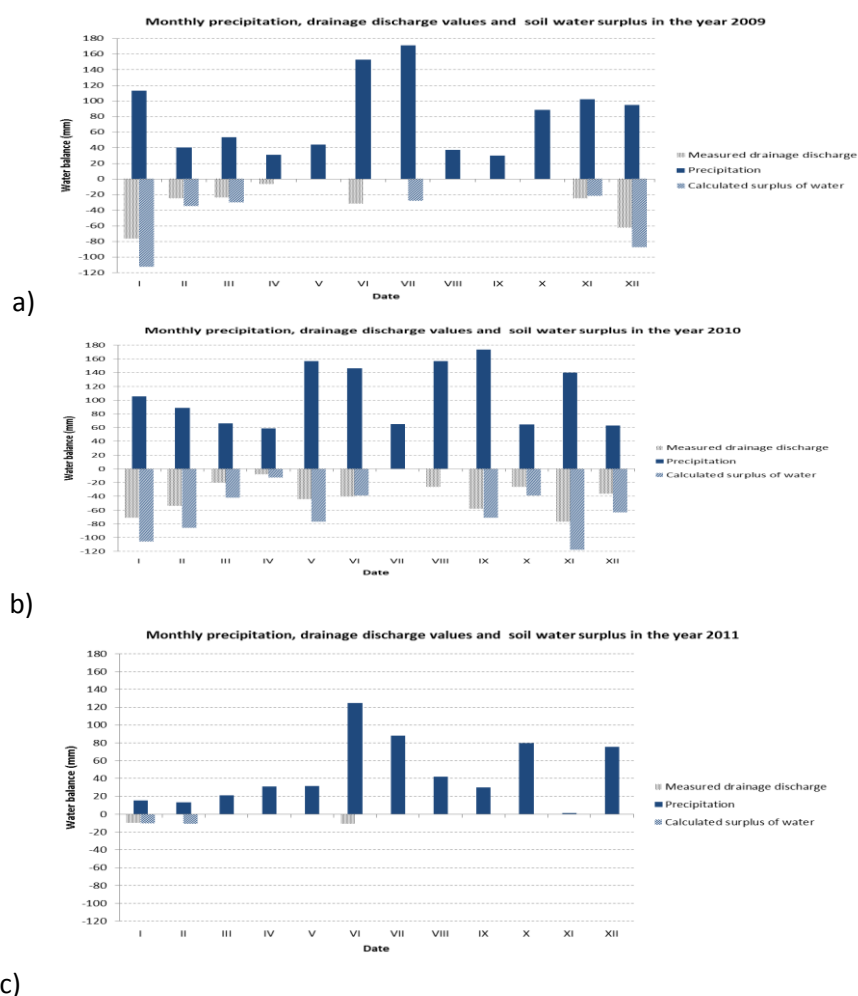 Monthly precipitation, drainage discharge values and soil water surplus in the year 2009
Water balance (mm)
180
160
140
120
100
80
60
40
20
0
-20
-40
-60
-80
-100
-120
I II III IV V VI VII VIII IX X XI XII
Date
Measured drainage discharge
Precipitation
Calculated surplus of water
a)
Monthly precipitation, drainage discharge values and soil water surplus in the year 2010
Water balance (mm)
180
160
140
120
100
80
60
40
20
0
-20
-40
-60
-80
-100
-120
I II III IV V VI VII VIII IX X XI XII
Date
Measured drainage discharge
Precipitation
Calculated surplus of water
b)
Monthly precipitation, drainage discharge values and soil water surplus in the year 2011
Water balance (mm)
180
160
140
120
100
80
60
40
20
0
-20
-40
-60
-80
-100
-120
I II III IV V VI VII VIII IX X XI XII
Date
Measured drainage discharge
Precipitation
Calculated surplus of water
c)